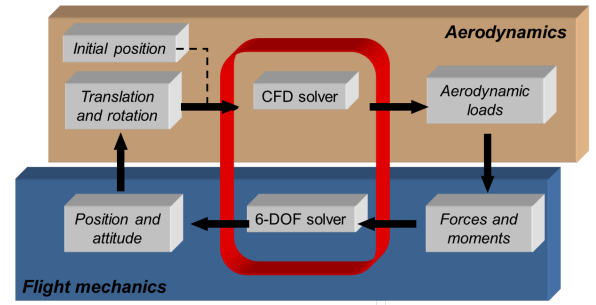 Aerodynamics
Initial position
Translation
and rotation
CFD solver
Aerodynamic
loads
Position and
attitude
6-DOF solver
Forces and
moments
Flight mechanics